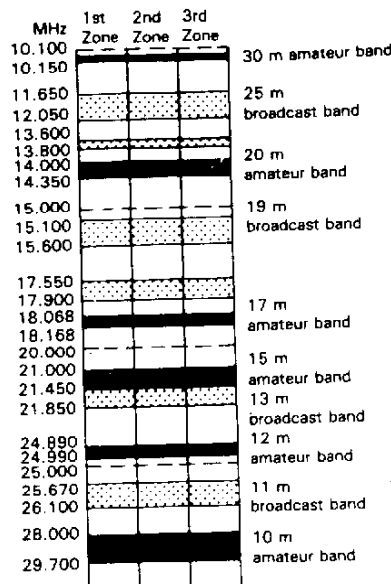 MHz
1st Zone
2nd Zone
3rd Zone
10.100
10.150
30 m amateur band
11.650
12.050
25 m
broadcast band
13.600
13.800
14.000
14.350
20 m
amateur band
15.000
15.100
15.600
19 m
broadcast band
17.550
17.900
18.068
18.168
17 m
amateur band
20.000
21.000
21.450
21.850
15 m
amateur band
13 m
broadcast band
24.890
24.990
25.000
12 m
amateur band
25.670
26.100
11 m
broadcast band
28.000
29.700
10 m
amateur band